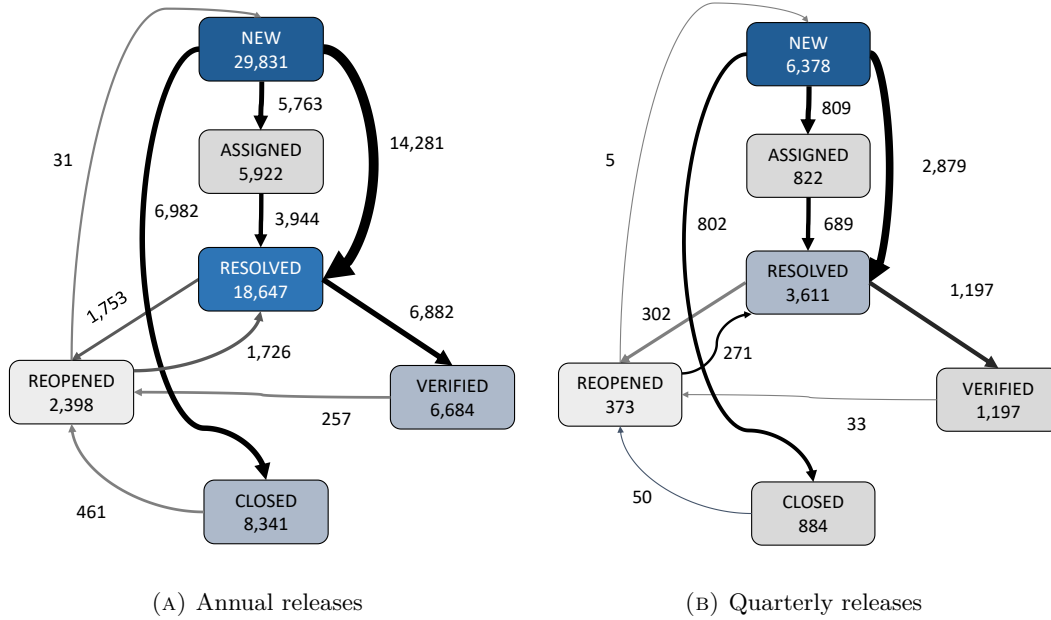 NEW
29,831
5,763
14,281
31
ASSIGNED
5,922
6,982
3,944
RESOLVED
18,647
1,753
6,882
1,726
REOPENED
2,398
VERIFIED
6,684
257
CLOSED
8,341
461
(A) Annual releases
NEW
6,378
809
2,879
5
ASSIGNED
822
802
689
RESOLVED
3,611
302
1,197
271
REOPENED
373
VERIFIED
1,197
33
CLOSED
884
50
(B) Quarterly releases